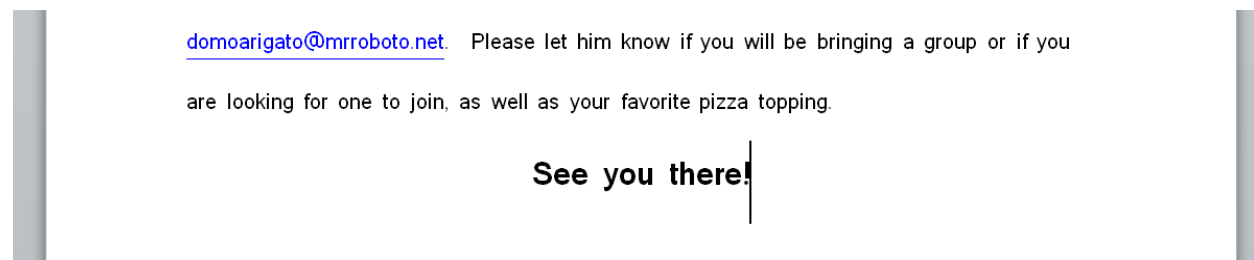 domoarigato@mrroboto.net. Please let him know if you will be bringing a group or if you
are looking for one to join, as well as your favorite pizza topping.
See you there!